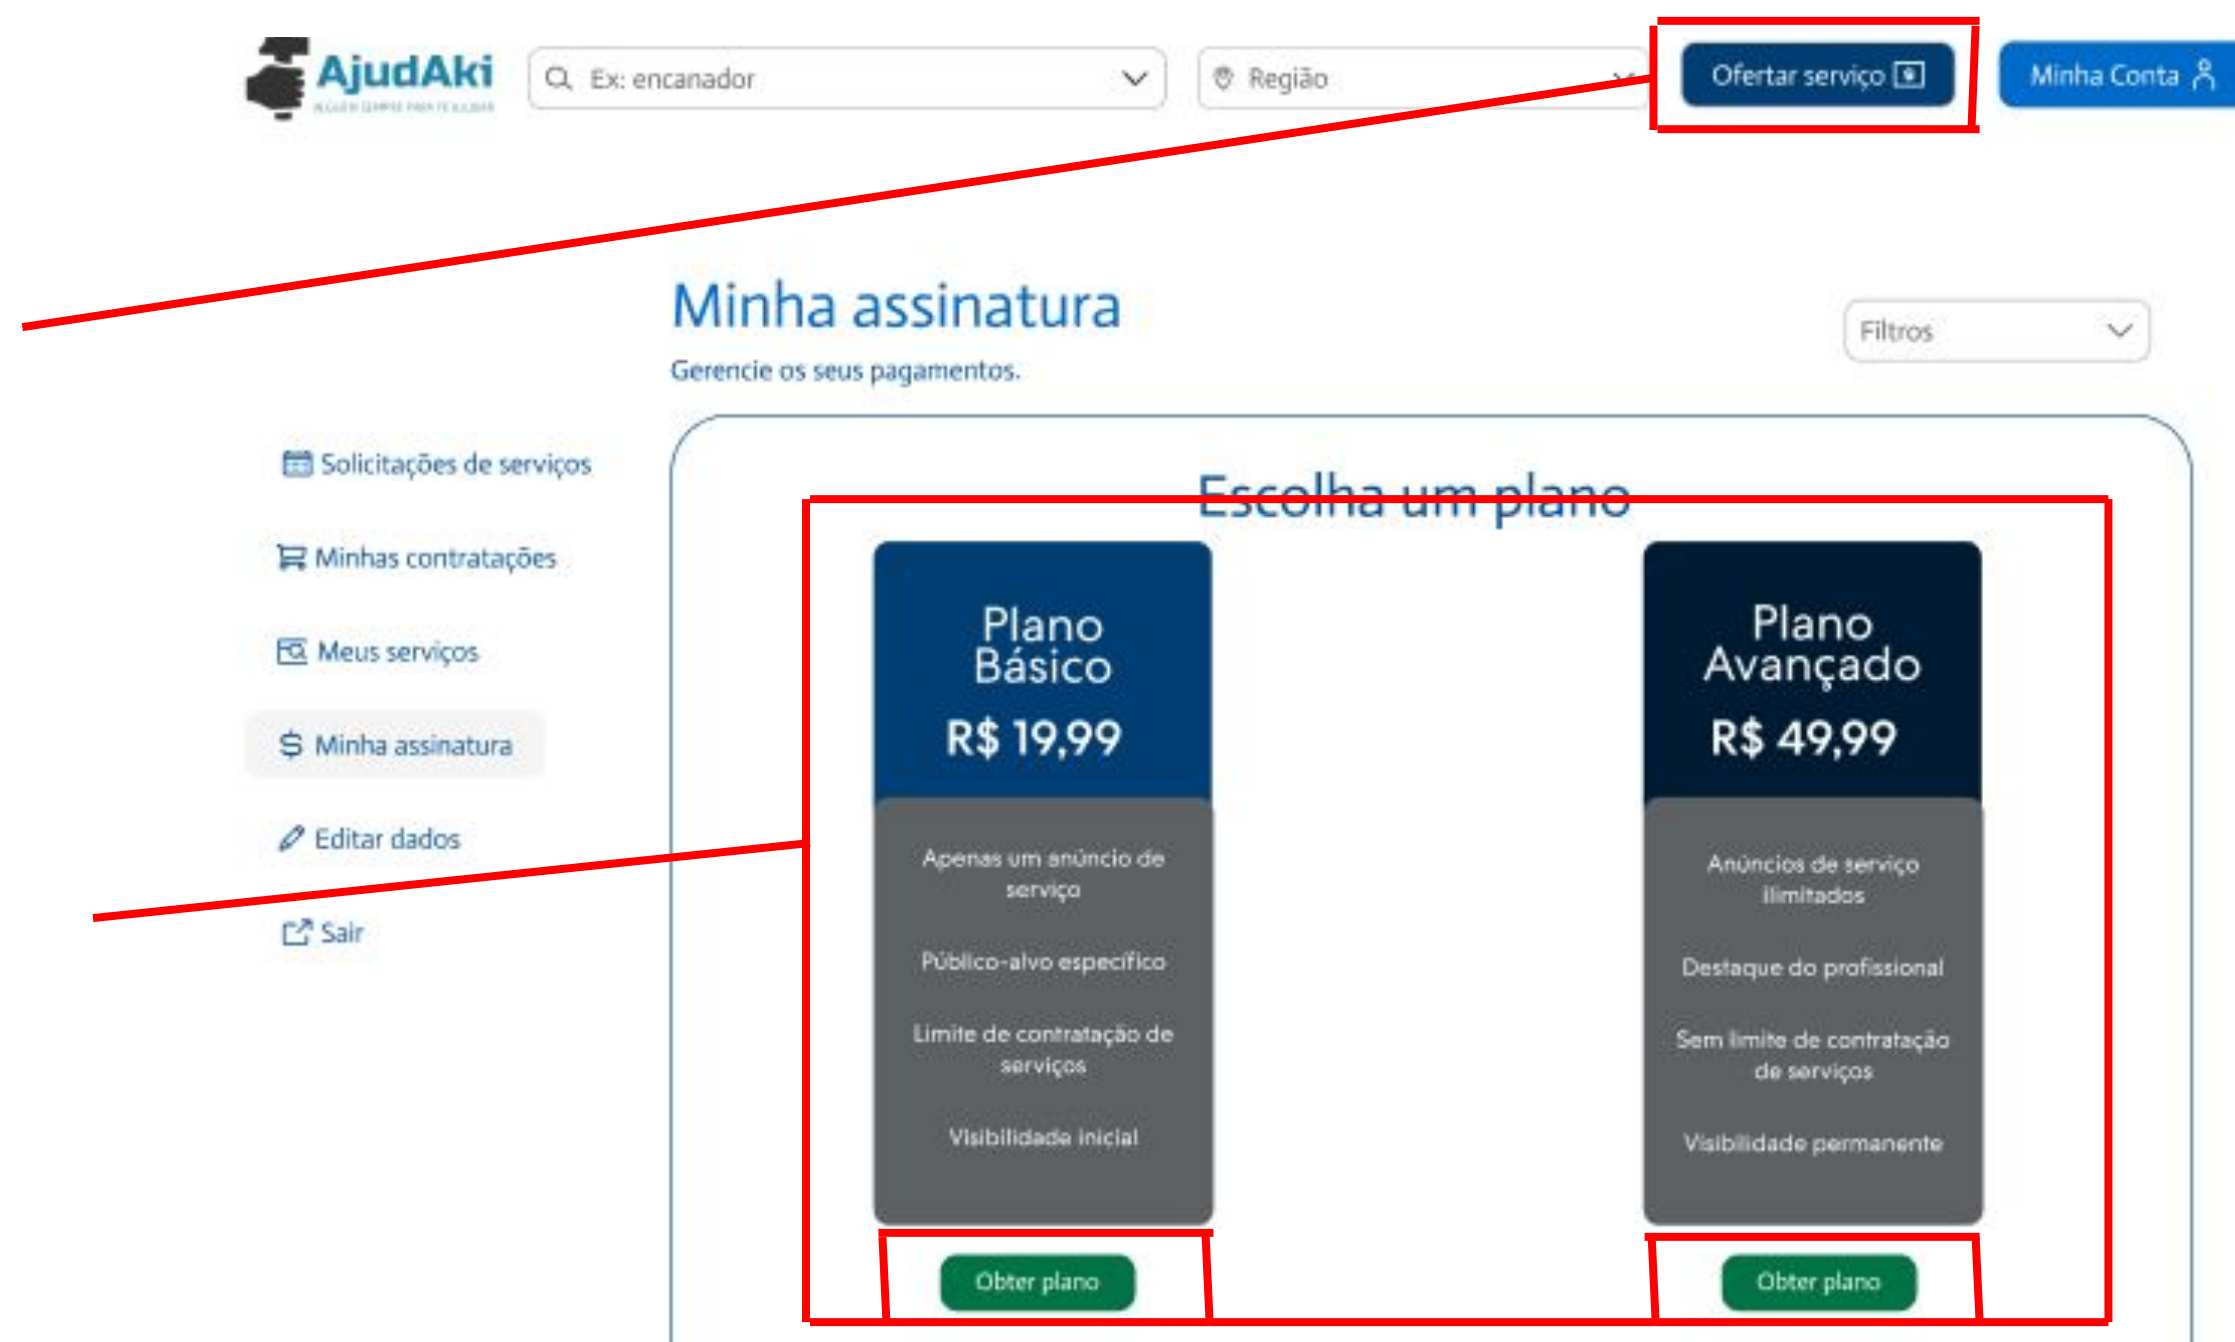 AjudAki
Ex: encanador
Região
Ofertar serviço
Minha Conta
Minha assinatura
Filtros
Gerencie os seus pagamentos.
Solicitações de serviços
Minhas contratações
Meus serviços
$ Minha assinatura
Editar dados
Sair
Escolha um plano
Plano
Básico
R$ 19,99
Apenas um anúncio de
serviço
Público-alvo específico
Limite de contratação de
serviços
Visibilidade inicial
Obter plano
Plano
Avançado
R$ 49,99
Anúncios de serviço
ilimitados
Destaque do profissional
Sem limite de contratação
de serviços
Visibilidade permanente
Obter plano